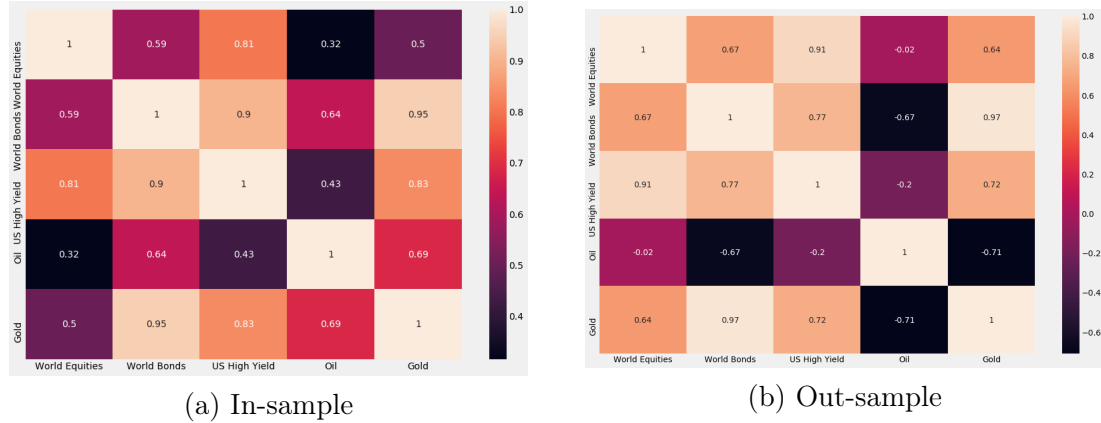 World Equities
World Bonds
US High Yield
Oil
Gold
1 0.59 0.81 0.32 0.5
0.59 1 0.9 0.64 0.95
0.81 0.9 1 0.43 0.83
0.32 0.64 0.43 1 0.69
0.5 0.95 0.83 0.69 1
World Equities World Bonds US High Yield Oil Gold
1.0
0.9
0.8
0.7
0.6
0.5
0.4
(a) In-sample
World Equities
World Bonds
US High Yield
Oil
Gold
1 0.67 0.91 -0.02 0.64
0.67 1 0.77 -0.67 0.97
0.91 0.77 1 -0.2 0.72
-0.02 -0.67 -0.2 1 -0.71
0.64 0.97 0.72 -0.71 1
World Equities World Bonds US High Yield Oil Gold
1.0
0.8
0.6
0.4
0.2
0.0
−0.2
−0.4
−0.6
(b) Out-sample